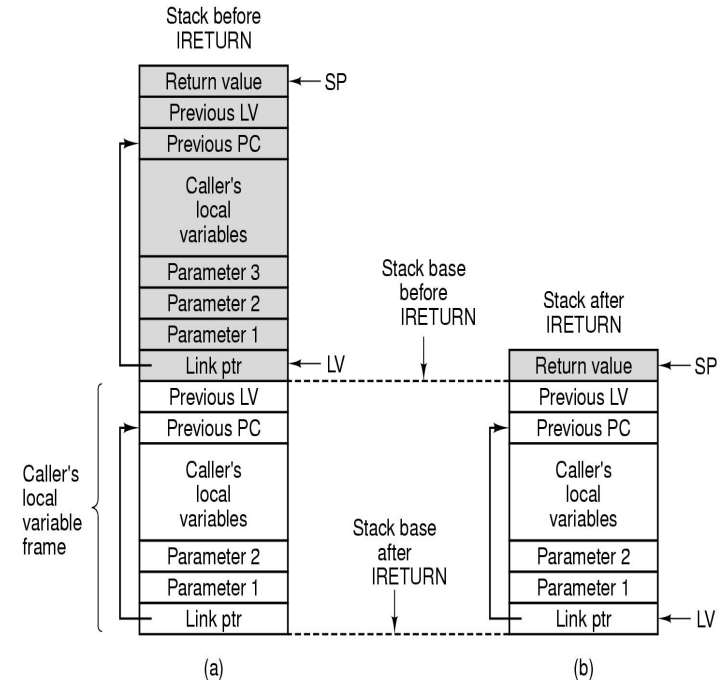 Stack before
IRETURN
Return value
SP
Previous LV
Previous PC
Caller's
local
variables
Parameter 3
Parameter 2
Parameter 1
Link ptr
LV
Previous LV
Previous PC
Caller's
local
variables
Parameter 2
Parameter 1
Link ptr
Caller's
local
variable
frame
(a)
Stack base
before
IRETURN
Stack base
after
IRETURN
Stack after
IRETURN
Return value
SP
Previous LV
Previous PC
Caller's
local
variables
Parameter 2
Parameter 1
Link ptr
LV
(b)